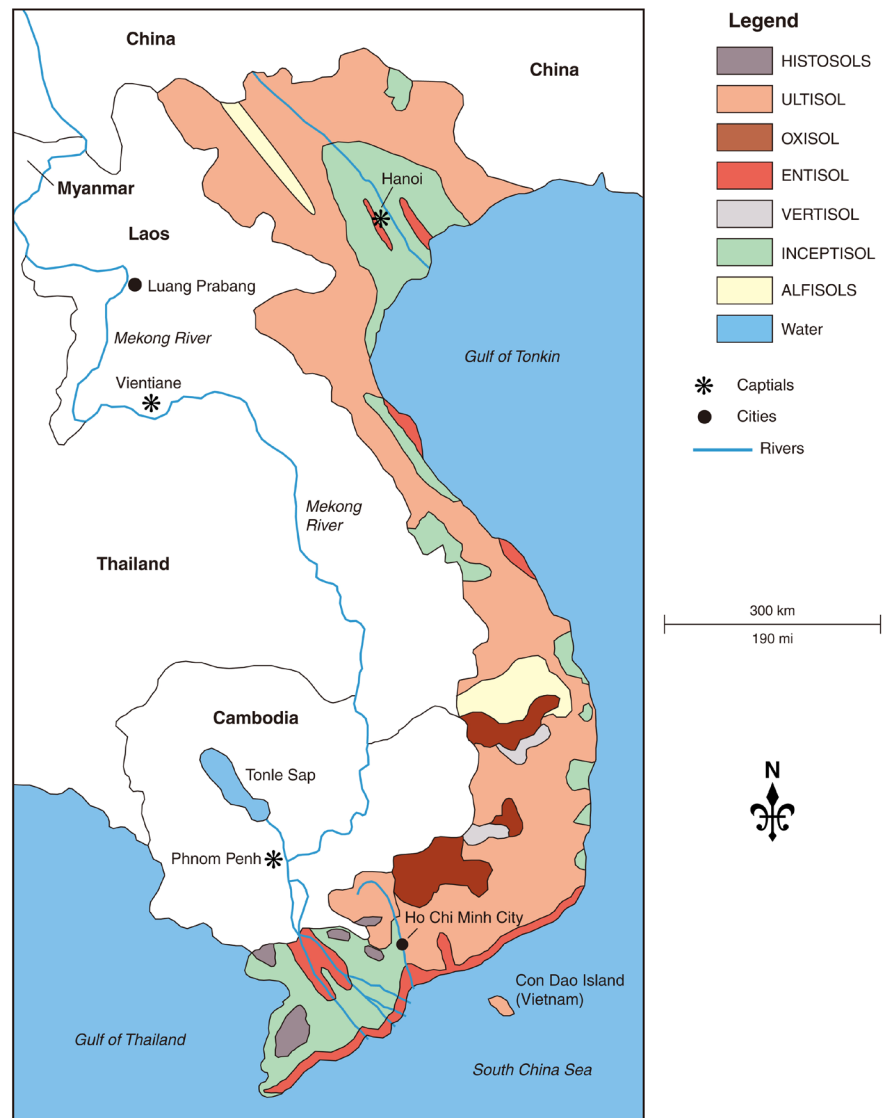 China
China
Hanoi
Myanmar
Laos
Luang Prabang
Mekong River
Gulf of Tonkin
Vientiane
Mekong
River
Thailand
Cambodia
Tonle Sap
Phnom Penh
Ho Chi Minh City
Con Dao Island
(Vietnam)
Gulf of Thailand
South China Sea
Legend
HISTOSOLS
ULTISOL
OXISOL
ENTISOL
VERTISOL
INCEPTISOL
ALFISOLS
Water
Captials
Cities
Rivers
300 km
190 mi
N